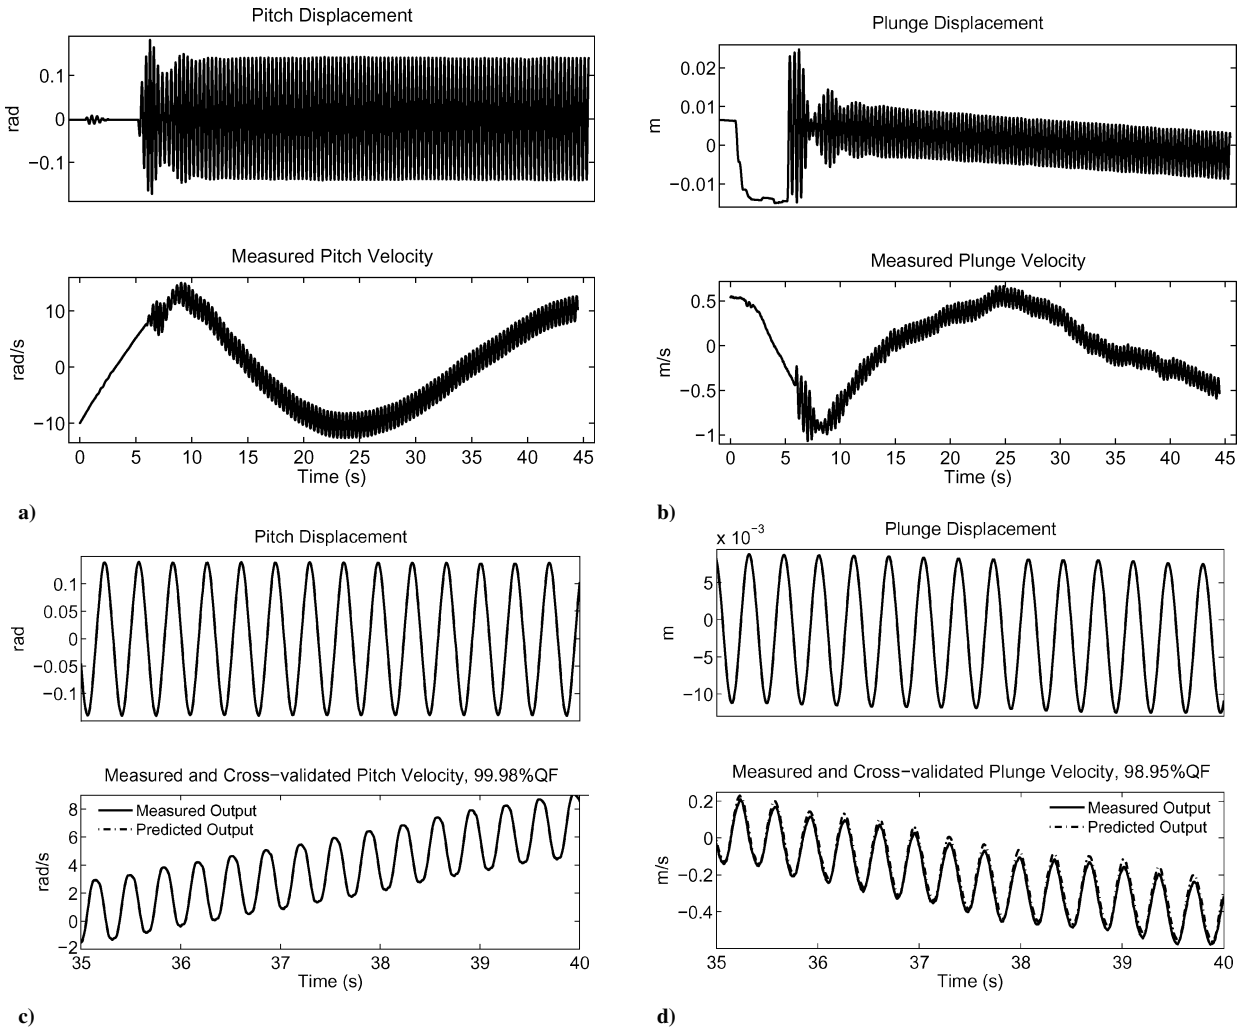 Pitch Displacement
0.1
0
−0.1
rad
Measured Pitch Velocity
10
0
−10
rad/s
0 5 10 15 20 25 30 35 40 45
Time (s)
a)
Plunge Displacement
0.02
0.01
0
−0.01
m
Measured Plunge Velocity
0.5
0
−0.5
−1
m/s
0 5 10 15 20 25 30 35 40 45
Time (s)
b)
Pitch Displacement
0.1
0.05
0
−0.05
−0.1
rad
Measured and Cross−validated Pitch Velocity, 99.98%QF
8
6
4
2
0
−2
rad/s
Measured Output
Predicted Output
35 36 37 38 39 40
Time (s)
c)
Plunge Displacement
x 10⁻³
5
0
−5
−10
m
Measured and Cross−validated Plunge Velocity, 98.95%QF
0.2
0
−0.2
−0.4
m/s
Measured Output
Predicted Output
35 36 37 38 39 40
Time (s)
d)